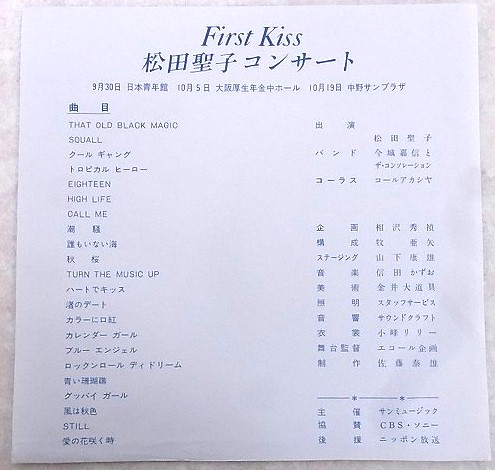 First Kiss
松田聖子コンサート
9月30日 日本青年館 10月5日 大阪厚生年金中ホール 10月19日 中野サンプラザ
曲目
THAT OLD BLACK MAGIC
SQUALL
クール ギャング
トロピカル ヒーロー
EIGHTEEN
HIGH LIFE
CALL ME
潮騒
誰もいない海
秋桜
TURN THE MUSIC UP
ハートでキッス
渚のデート
カラーに口紅
カレンダー ガール
ブルー エンジェル
ロックンロール デイドリーム
青い珊瑚礁
グッバイ ガール
風は秋色
STILL
愛の花咲く時
出演
松田聖子
バンド 今城嘉信と
ザ・コンソレーション
コーラス コールアカシヤ
企画 相沢秀禎
構成 牧亜矢
ステージング 山下康雄
音楽 信田かずお
美術 金井大道具
照明 スタッフサービス
音響 サウンドクラフト
衣裳 小峰リリー
舞台監督 エコール企画
制作 佐藤泰雄
* *
主催 サンミュージック
協賛 CBS・ソニー
後援 ニッポン放送